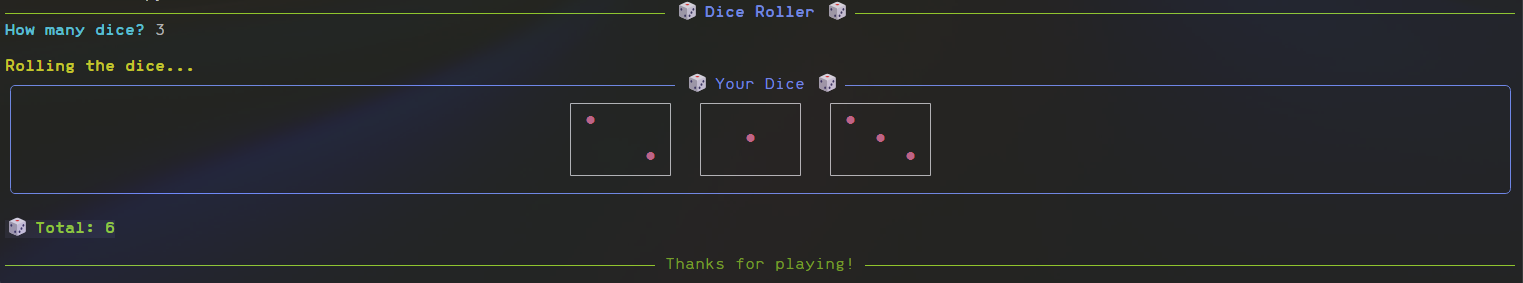 🎲 Dice Roller 🎲
How many dice? 3
Rolling the dice...
🎲 Your Dice 🎲
🎲 Total: 6
Thanks for playing!